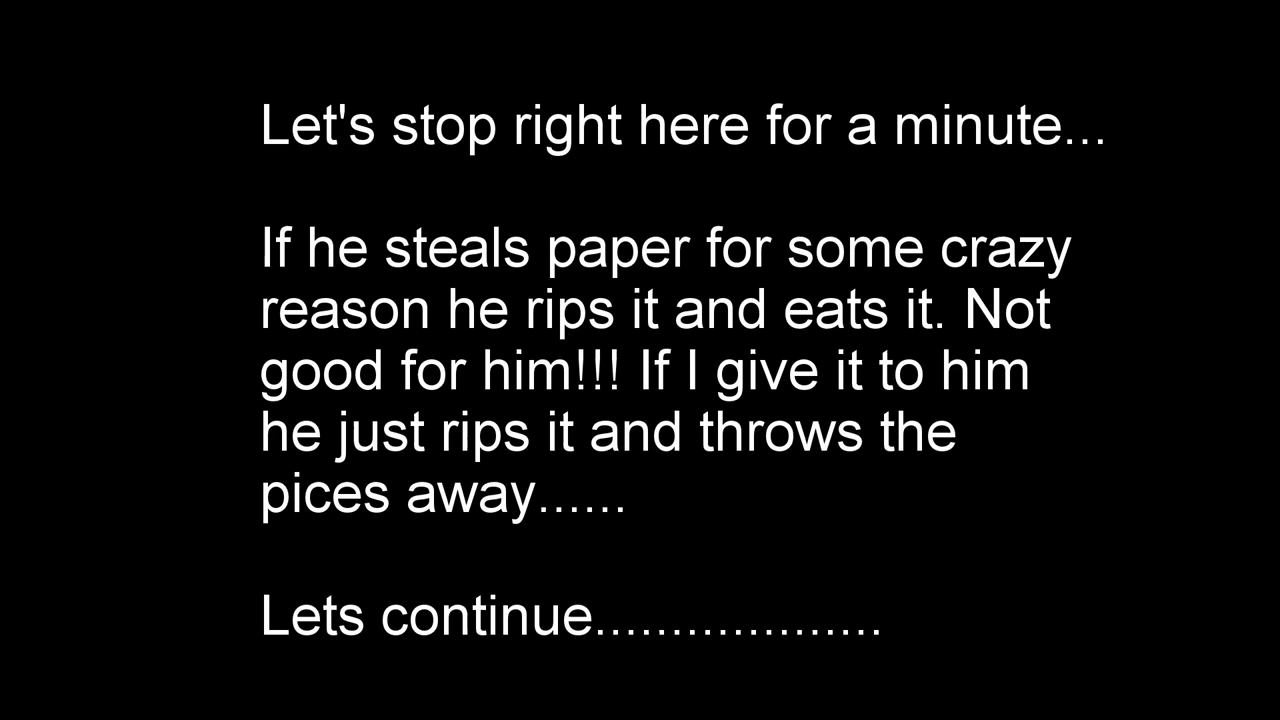 Let's stop right here for a minute...
If he steals paper for some crazy
reason he rips it and eats it. Not
good for him!!! If I give it to him
he just rips it and throws the
pices away......
Lets continue...................